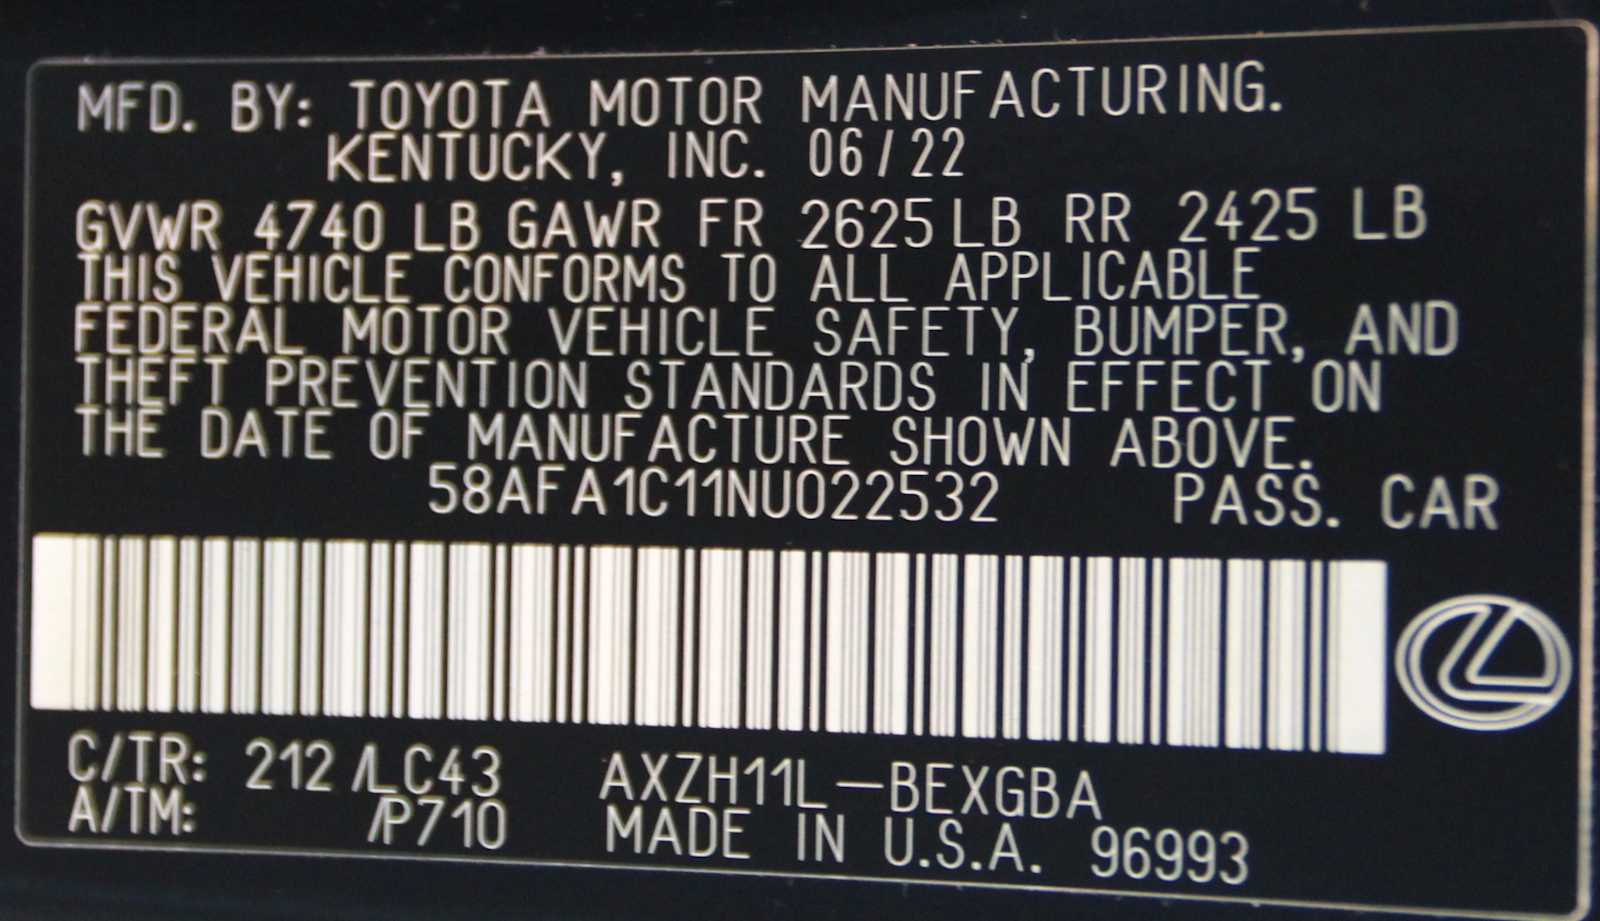 MFD. BY: TOYOTA MOTOR MANUFACTURING.
KENTUCKY, INC. 06/22
GVWR 4740 LB GAWR FR 2625 LB RR 2425 LB
THIS VEHICLE CONFORMS TO ALL APPLICABLE
FEDERAL MOTOR VEHICLE SAFETY, BUMPER, AND
THEFT PREVENTION STANDARDS IN EFFECT ON
THE DATE OF MANUFACTURE SHOWN ABOVE.
58AFA1C11NU022532 PASS. CAR
C/TR: 212 /LC43 AXZH11L-BEXGBA
A/TM: /P710 MADE IN U.S.A. 96993